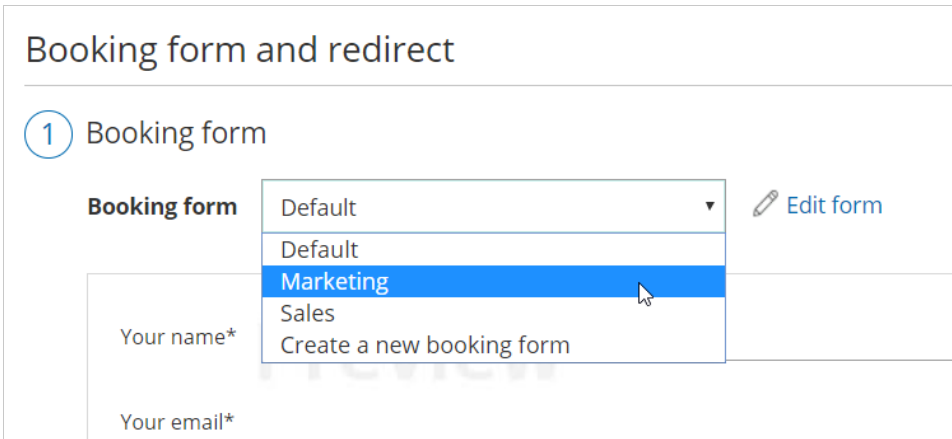 Booking form and redirect
1 Booking form
Booking form Default Edit form
Default
Marketing
Sales
Create a new booking form
Your name*
Preview
Your email*